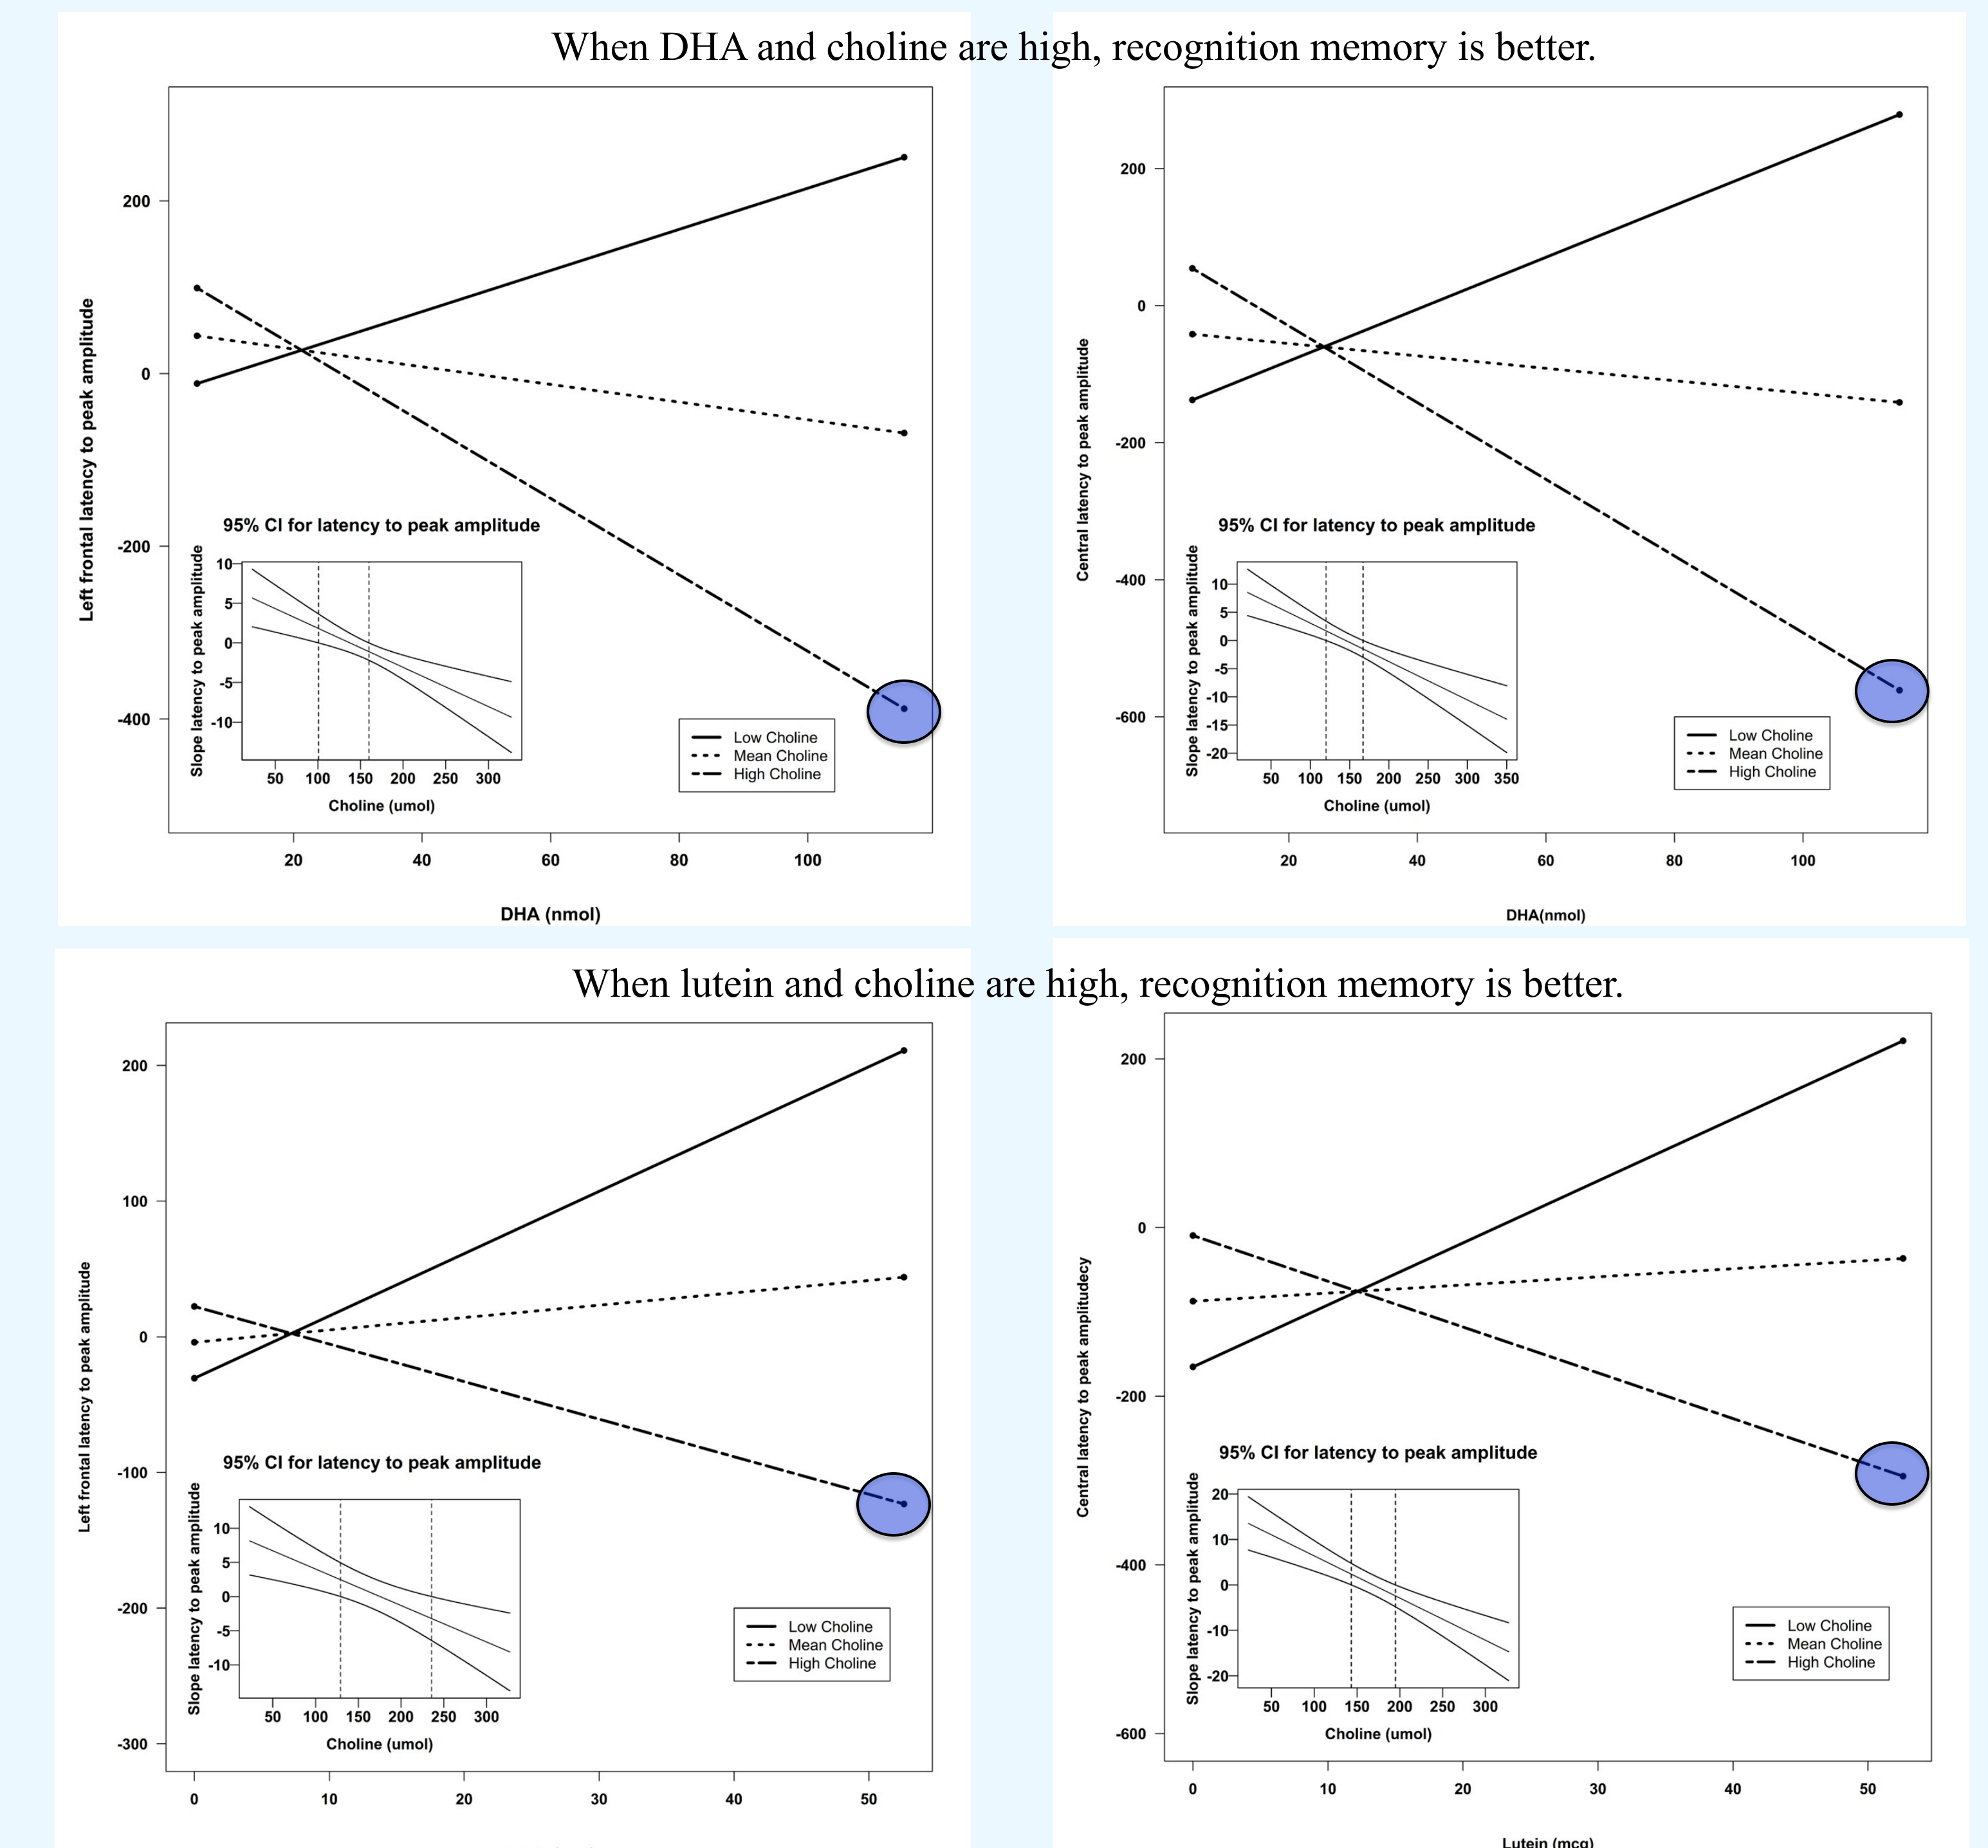 When DHA and choline are high, recognition memory is better.
Left frontal latency to peak amplitude
200
0
-200
-400
95% CI for latency to peak amplitude
Slope latency to peak amplitude
10
5
0
-5
-10
50 100 150 200 250 300
Choline (umol)
Low Choline
Mean Choline
High Choline
20 40 60 80 100
DHA (nmol)
Central latency to peak amplitude
200
0
-200
-400
-600
95% CI for latency to peak amplitude
Slope latency to peak amplitude
10
5
0
-5
-10
-15
-20
50 100 150 200 250 300 350
Choline (umol)
Low Choline
Mean Choline
High Choline
20 40 60 80 100
DHA(nmol)
When lutein and choline are high, recognition memory is better.
Left frontal latency to peak amplitude
200
100
0
-100
-200
-300
95% CI for latency to peak amplitude
Slope latency to peak amplitude
10
5
0
-5
-10
50 100 150 200 250 300
Choline (umol)
Low Choline
Mean Choline
High Choline
0 10 20 30 40 50
Central latency to peak amplitudecy
200
0
-200
-400
-600
95% CI for latency to peak amplitude
Slope latency to peak amplitude
20
10
0
-10
-20
50 100 150 200 250 300
Choline (umol)
Low Choline
Mean Choline
High Choline
0 10 20 30 40 50
Lutein (mcg)